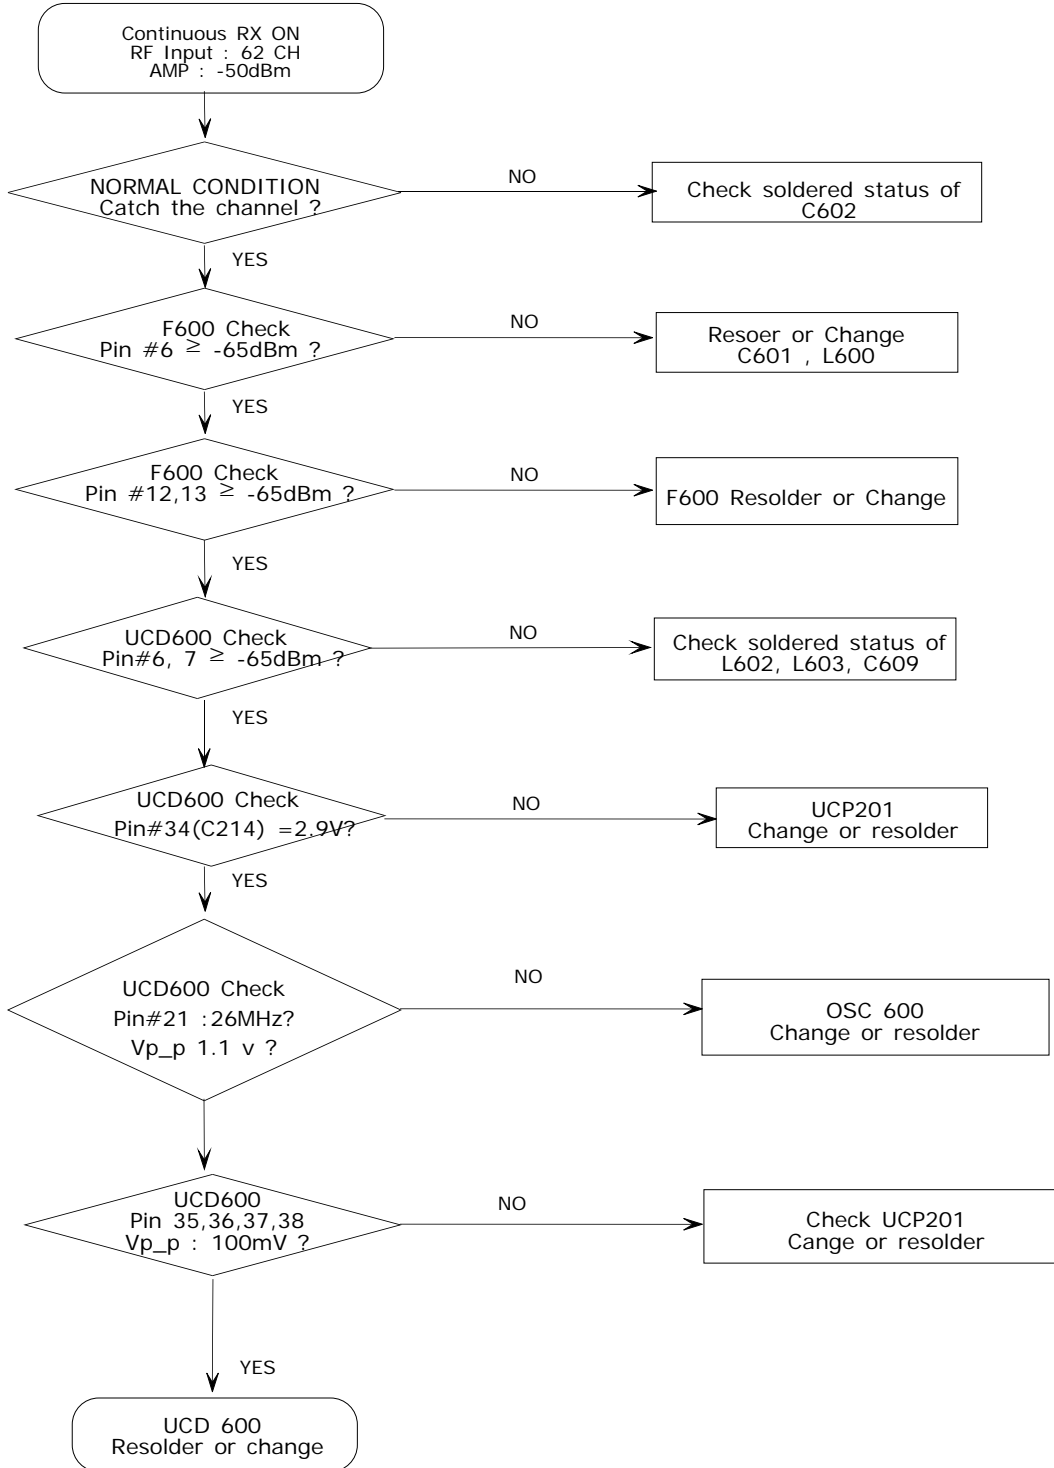 Continuous RX ON
RF Input : 62 CH
AMP : -50dBm
NORMAL CONDITION
Catch the channel ?
NO
Check soldered status of
C602
YES
F600 Check
Pin #6 ≥ -65dBm ?
NO
Resoer or Change
C601 , L600
YES
F600 Check
Pin #12,13 ≥ -65dBm ?
NO
F600 Resolder or Change
YES
UCD600 Check
Pin#6, 7 ≥ -65dBm ?
NO
Check soldered status of
L602, L603, C609
YES
UCD600 Check
Pin#34(C214) =2.9V?
NO
UCP201
Change or resolder
YES
UCD600 Check
Pin#21 :26MHz?
Vp_p 1.1 v ?
NO
OSC 600
Change or resolder
UCD600
Pin 35,36,37,38
Vp_p : 100mV ?
NO
Check UCP201
Cange or resolder
YES
UCD 600
Resolder or change